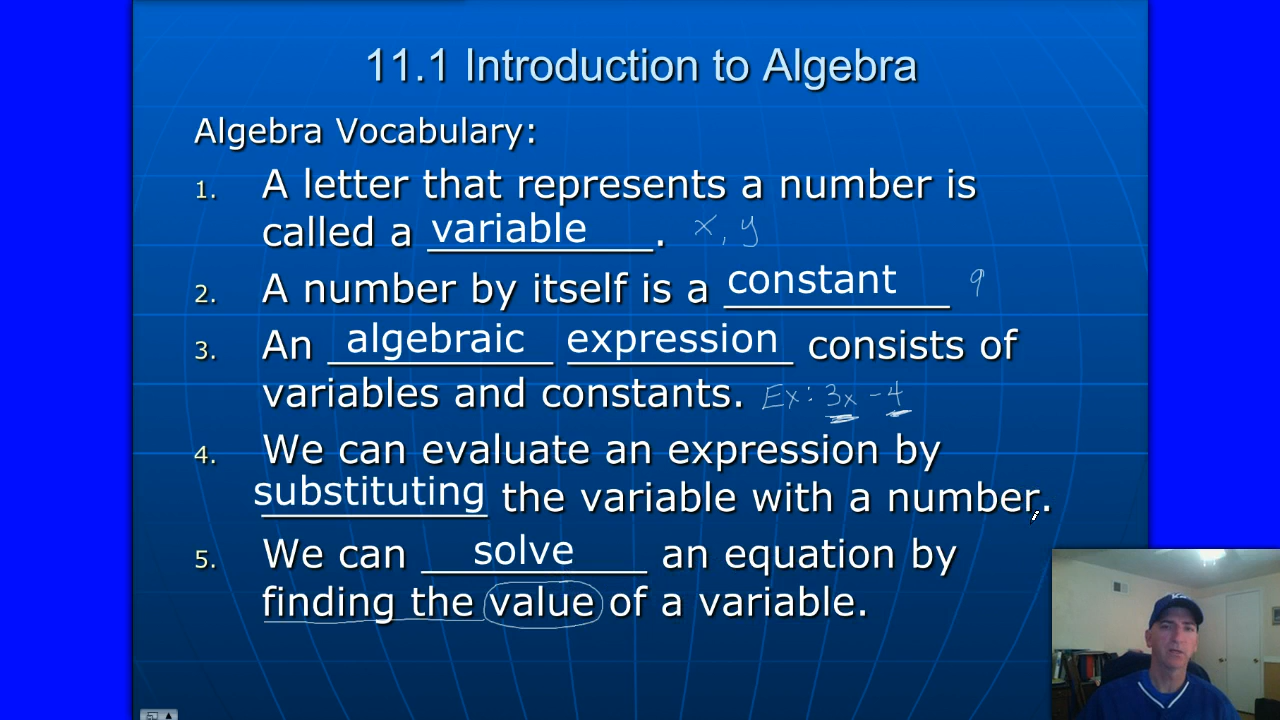 11.1 Introduction to Algebra
Algebra Vocabulary:
1. A letter that represents a number is
called a variable. x, y
2. A number by itself is a constant 9
3. An algebraic expression consists of
variables and constants. Ex: 3x - 4
4. We can evaluate an expression by
substituting the variable with a number.
5. We can solve an equation by
finding the value of a variable.